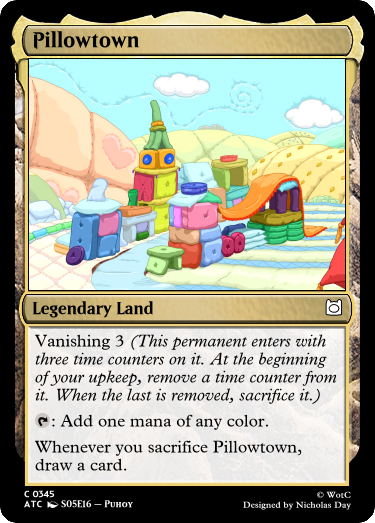 Pillowtown
Legendary Land
Vanishing 3 (This permanent enters with
three time counters on it. At the beginning
of your upkeep, remove a time counter from
it. When the last is removed, sacrifice it.)
: Add one mana of any color.
Whenever you sacrifice Pillowtown,
draw a card.
C 0345
© WotC
ATC S05E16 – Puhoy
Designed by Nicholas Day